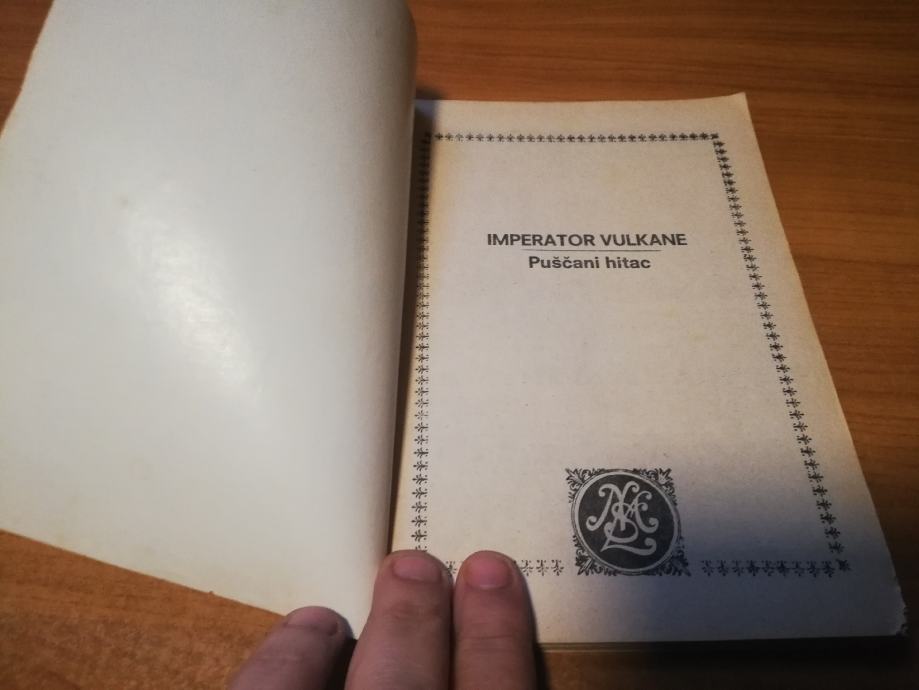 IMPERATOR VULKANE
Puščani hitac